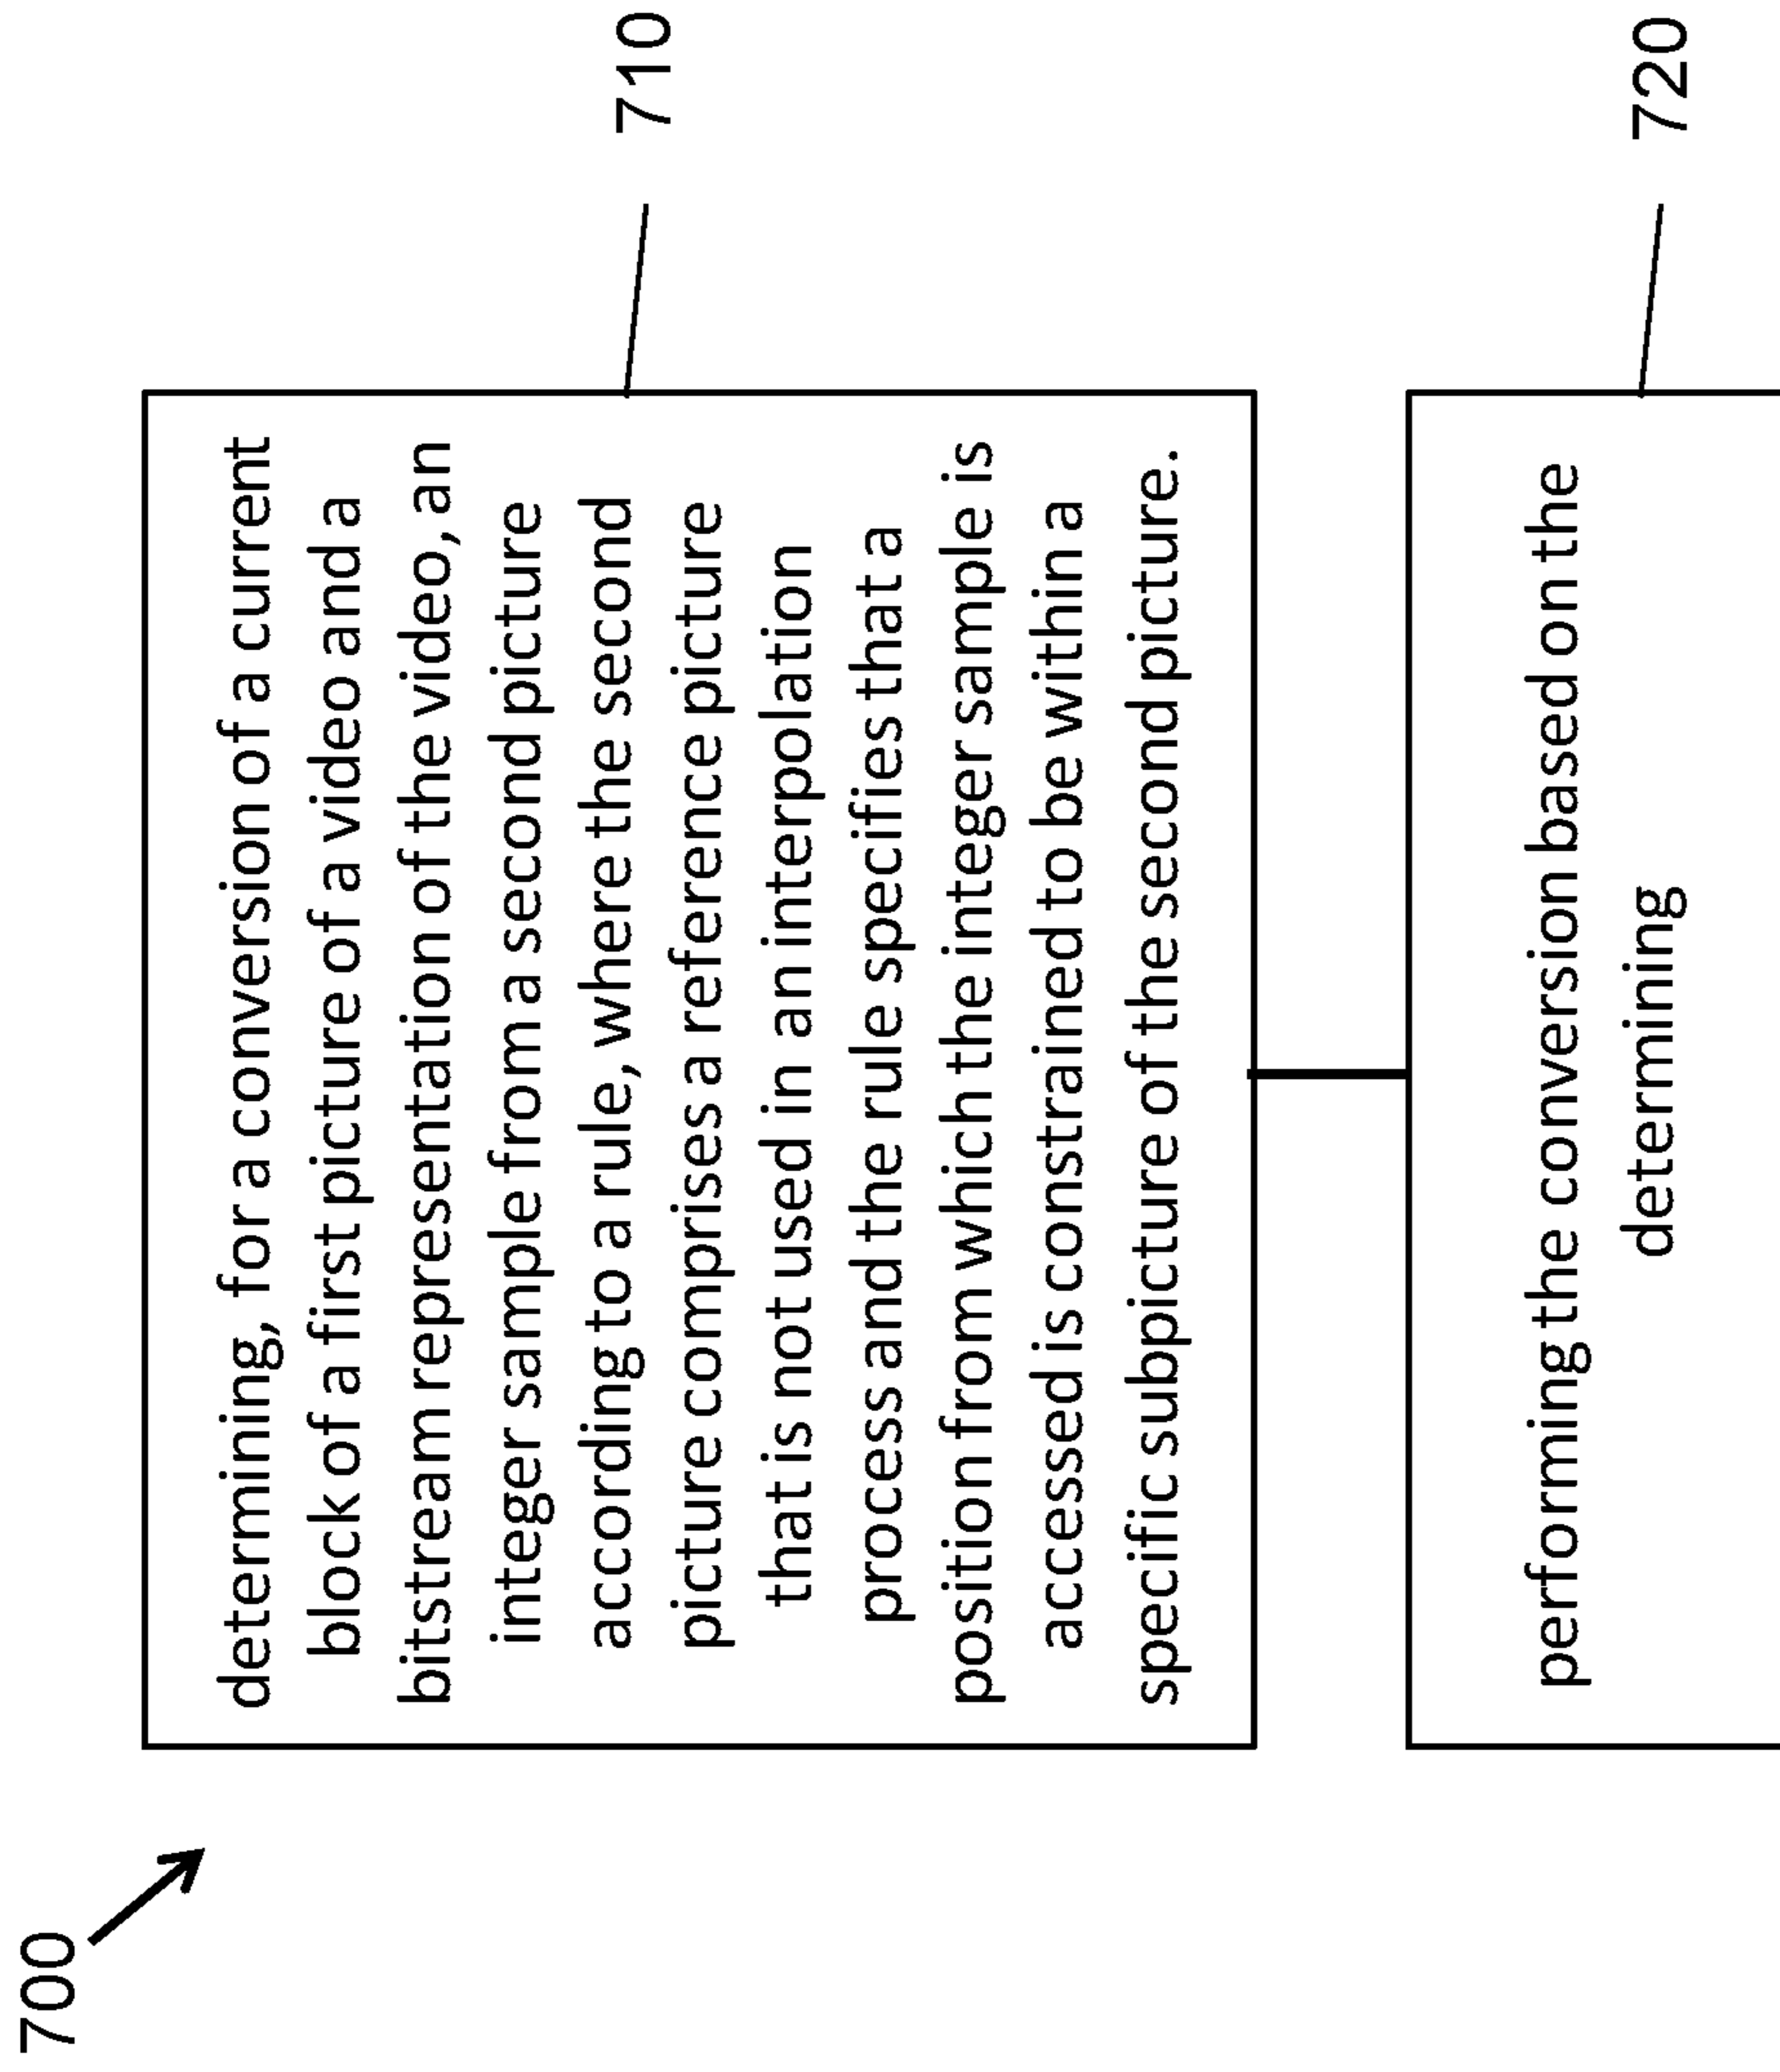 700
determining, for a conversion of a current
block of a first picture of a video and a
bitstream representation of the video, an
integer sample from a second picture
according to a rule, where the second
picture comprises a reference picture
that is not used in an interpolation
process and the rule specifies that a
position from which the integer sample is
accessed is constrained to be within a
specific subpicture of the second picture.
710
performing the conversion based on the
determining
720